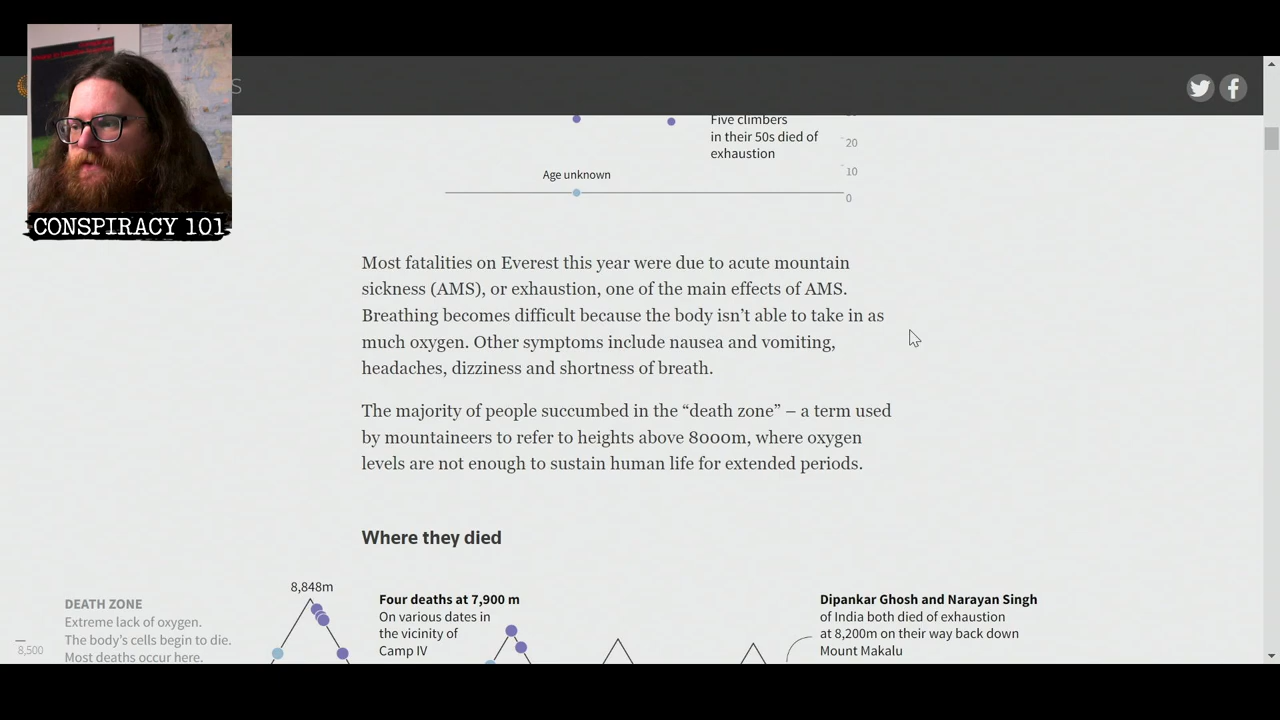 S
CONSPIRACY 101
Five climbers
in their 50s died of
exhaustion
20
10
0
Age unknown
Most fatalities on Everest this year were due to acute mountain
sickness (AMS), or exhaustion, one of the main effects of AMS.
Breathing becomes difficult because the body isn’t able to take in as
much oxygen. Other symptoms include nausea and vomiting,
headaches, dizziness and shortness of breath.
The majority of people succumbed in the “death zone” – a term used
by mountaineers to refer to heights above 8000m, where oxygen
levels are not enough to sustain human life for extended periods.
Where they died
8,848m
DEATH ZONE
Extreme lack of oxygen.
The body’s cells begin to die.
Most deaths occur here.
8,500
Four deaths at 7,900 m
On various dates in
the vicinity of
Camp IV
Dipankar Ghosh and Narayan Singh
of India both died of exhaustion
at 8,200m on their way back down
Mount Makalu